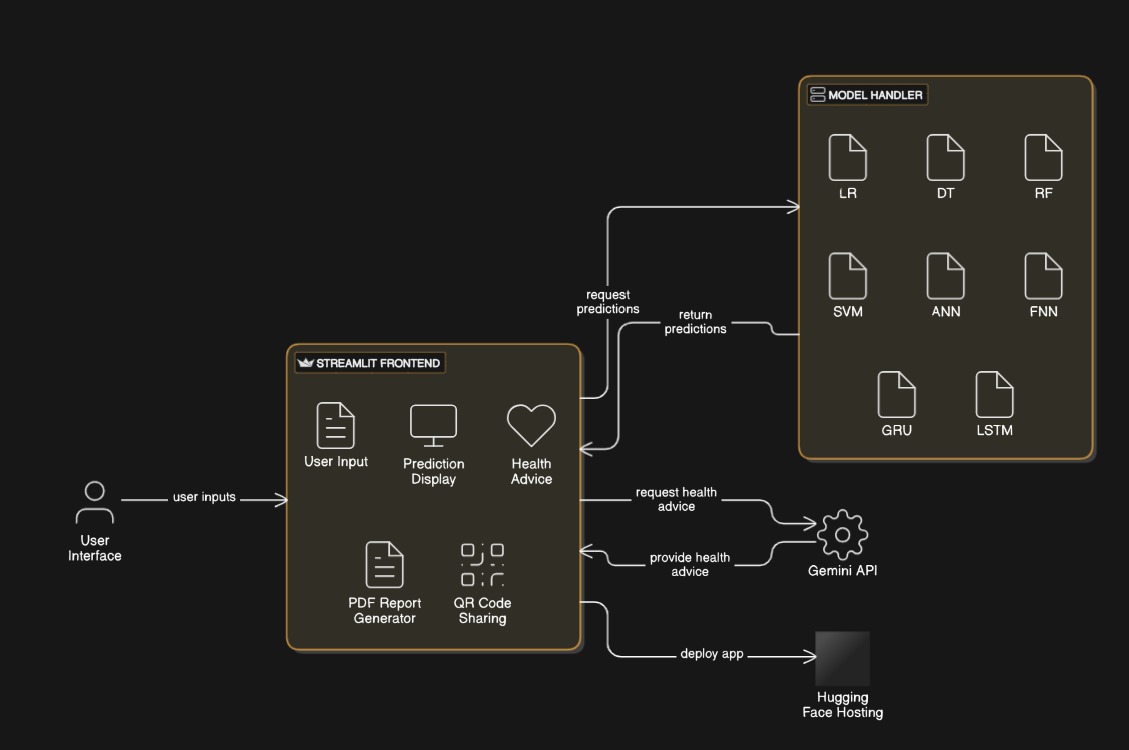 MODEL HANDLER
LR
DT
RF
SVM
ANN
FNN
GRU
LSTM
request
predictions
return
predictions
STREAMLIT FRONTEND
User Input
Prediction
Display
Health
Advice
PDF Report
Generator
QR Code
Sharing
user inputs
User
Interface
request health
advice
provide health
advice
Gemini API
deploy app
Hugging
Face Hosting